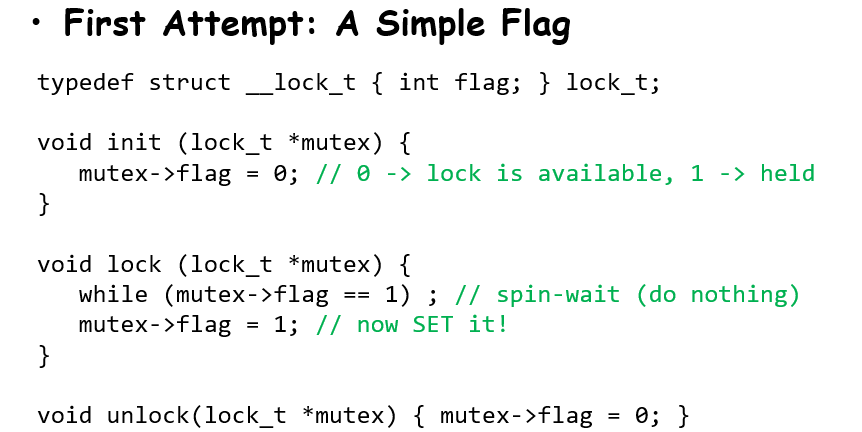 • First Attempt: A Simple Flag
typedef struct __lock_t { int flag; } lock_t;
void init (lock_t *mutex) {
mutex->flag = 0; // 0 -> lock is available, 1 -> held
}
void lock (lock_t *mutex) {
while (mutex->flag == 1) ; // spin-wait (do nothing)
mutex->flag = 1; // now SET it!
}
void unlock(lock_t *mutex) { mutex->flag = 0; }